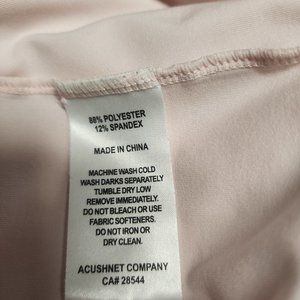 88% POLYESTER
12% SPANDEX
MADE IN CHINA
MACHINE WASH COLD
WASH DARKS SEPARATELY
TUMBLE DRY LOW
REMOVE IMMEDIATELY.
DO NOT BLEACH OR USE
FABRIC SOFTENERS.
DO NOT IRON OR
DRY CLEAN.
ACUSHNET COMPANY
CA# 28544